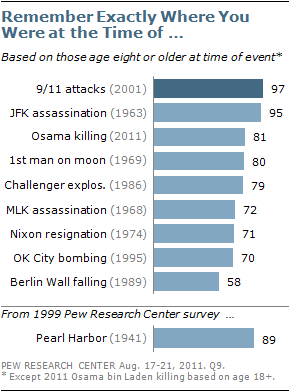 Remember Exactly Where You
Were at the Time of ...
Based on those age eight or older at time of event*
9/11 attacks (2001) 97
JFK assassination (1963) 95
Osama killing (2011) 81
1st man on moon (1969) 80
Challenger explos. (1986) 79
MLK assassination (1968) 72
Nixon resignation (1974) 71
OK City bombing (1995) 70
Berlin Wall falling (1989) 58
From 1999 Pew Research Center survey ...
Pearl Harbor (1941) 89
PEW RESEARCH CENTER Aug. 17-21, 2011. Q9.
* Except 2011 Osama bin Laden killing based on age 18+.